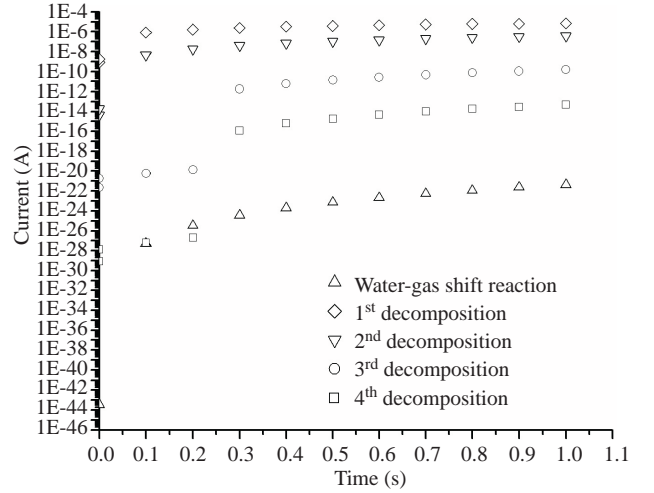 1E-4
1E-6
1E-8
1E-10
1E-12
1E-14
1E-16
1E-18
1E-20
1E-22
1E-24
1E-26
1E-28
1E-30
1E-32
1E-34
1E-36
1E-38
1E-40
1E-42
1E-44
1E-46
Current (A)
Water-gas shift reaction
1st decomposition
2nd decomposition
3rd decomposition
4th decomposition
0.0 0.1 0.2 0.3 0.4 0.5 0.6 0.7 0.8 0.9 1.0 1.1
Time (s)